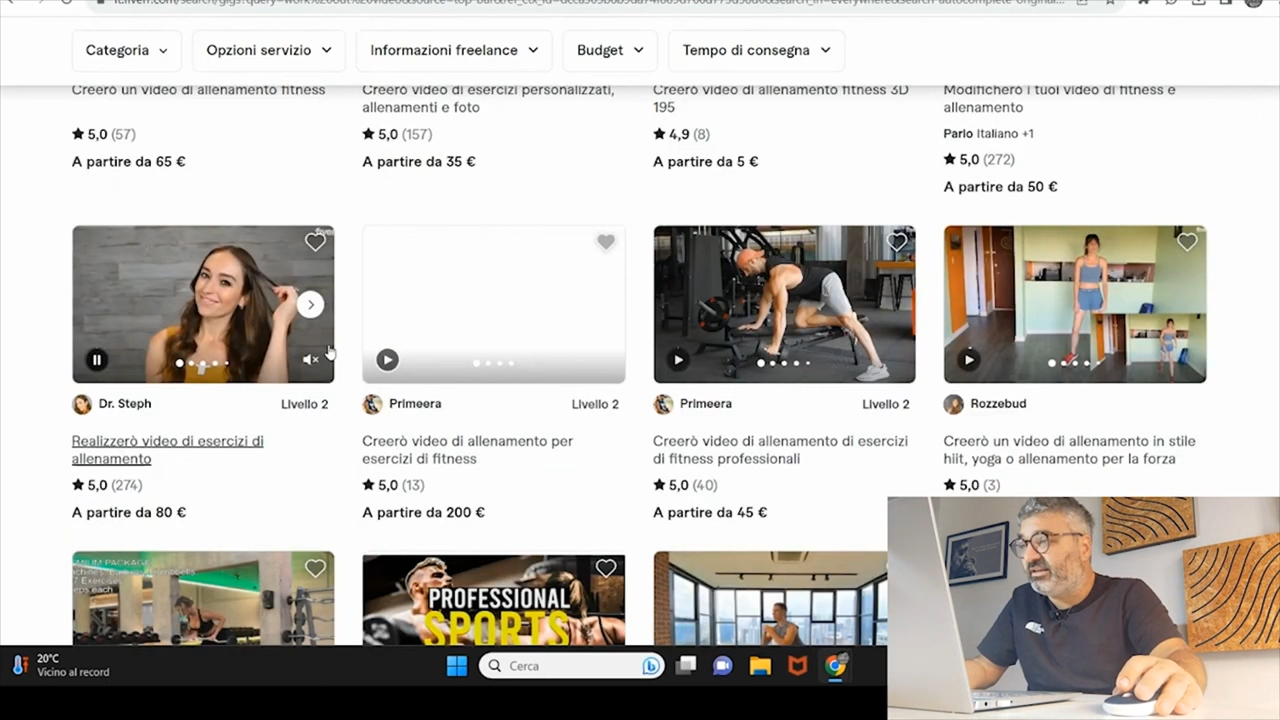 Categoria
Opzioni servizio
Informazioni freelance
Budget
Tempo di consegna
Creerò un video di allenamento fitness
Creerò video di esercizi personalizzati,
allenamenti e foto
Creerò video di allenamento fitness 3D
195
Modificherò i tuoi video di fitness e
allenamento
Parlo Italiano +1
5,0 (57)
5,0 (157)
4,9 (8)
5,0 (272)
A partire da 65 €
A partire da 35 €
A partire da 5 €
A partire da 50 €
Dr. Steph
Livello 2
Primeera
Livello 2
Primeera
Livello 2
Rozzebud
Realizzerò video di esercizi di
allenamento
Creerò video di allenamento per
esercizi di fitness
Creerò video di allenamento di esercizi
di fitness professionali
Creerò un video di allenamento in stile
hiit, yoga o allenamento per la forza
5,0 (274)
5,0 (13)
5,0 (40)
5,0 (3)
A partire da 80 €
A partire da 200 €
A partire da 45 €
PACKAGE
7 Exercises
each
PROFESSIONAL
SPORTS
20°C
Vicino al record
Cerca